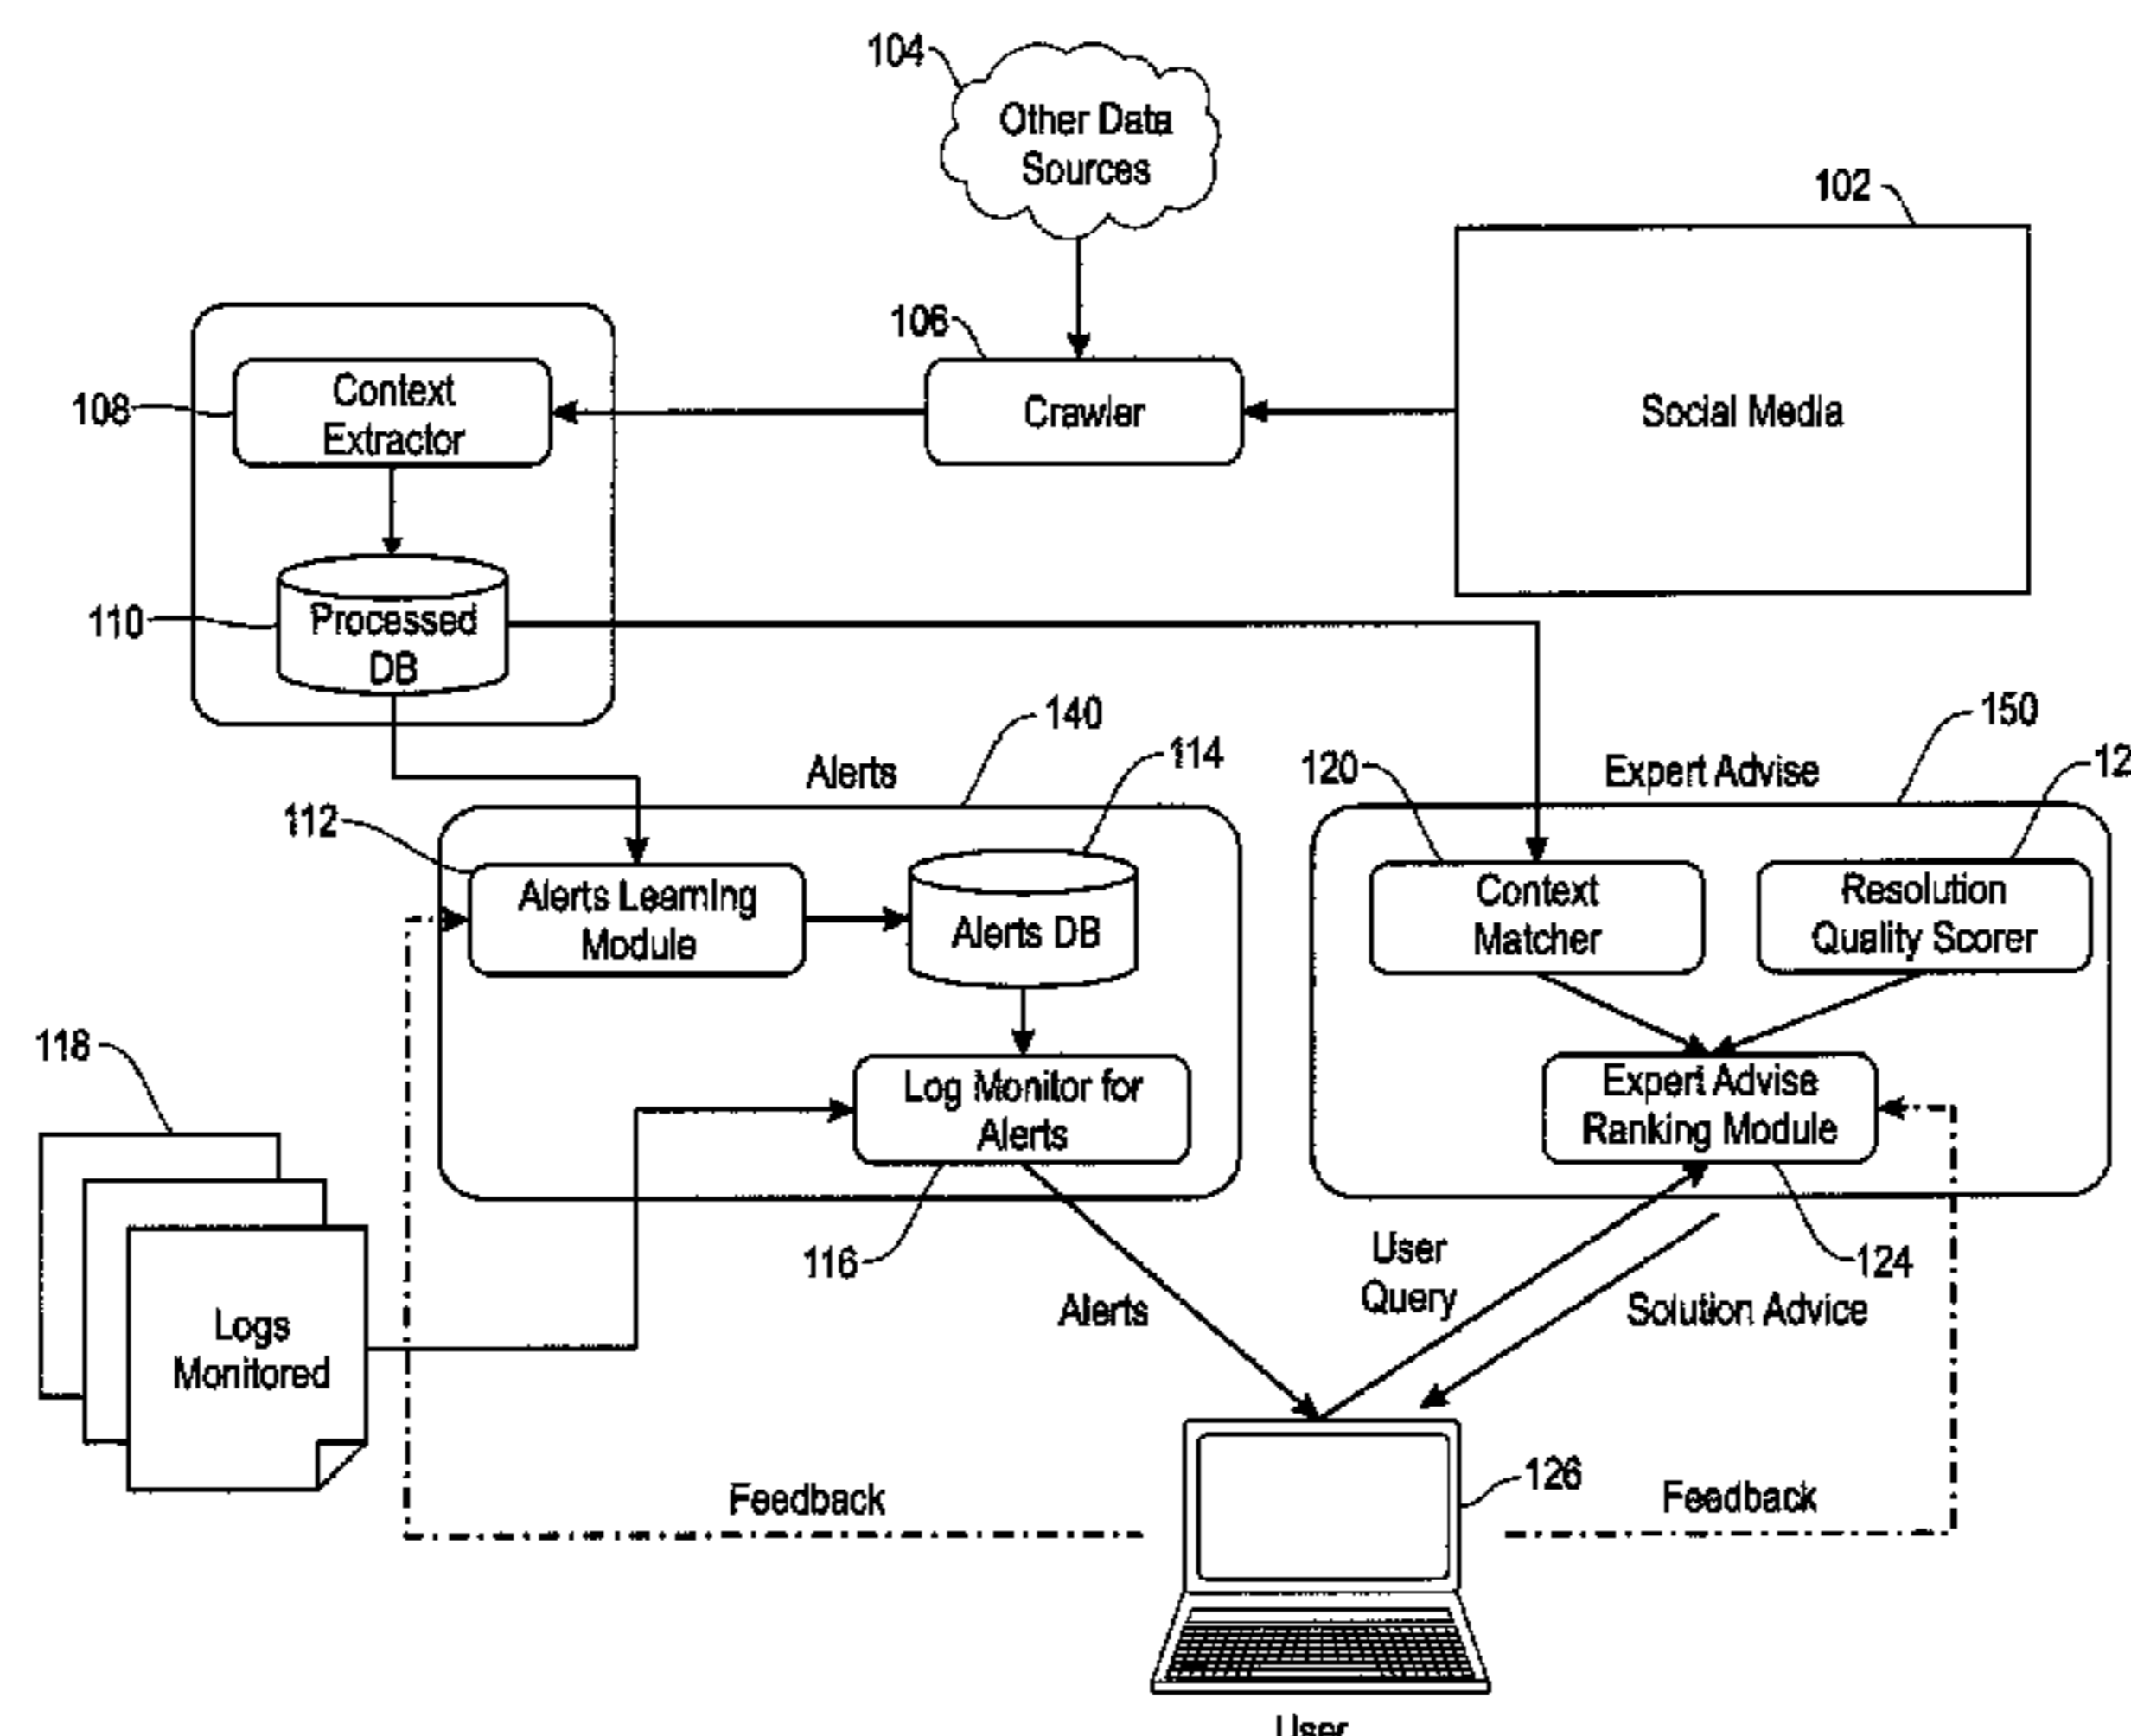 104
Other Data
Sources
102
106
Context
Extractor
108
Crawler
Social Media
110
Processed
DB
140
150
Alerts
114
120
Expert Advise
12
112
Alerts Learning
Module
Alerts DB
Context
Matcher
Resolution
Quality Scorer
118
Log Monitor for
Alerts
Expert Advise
Ranking Module
116
User
Query
124
Alerts
Solution Advice
Logs
Monitored
126
Feedback
Feedback
User